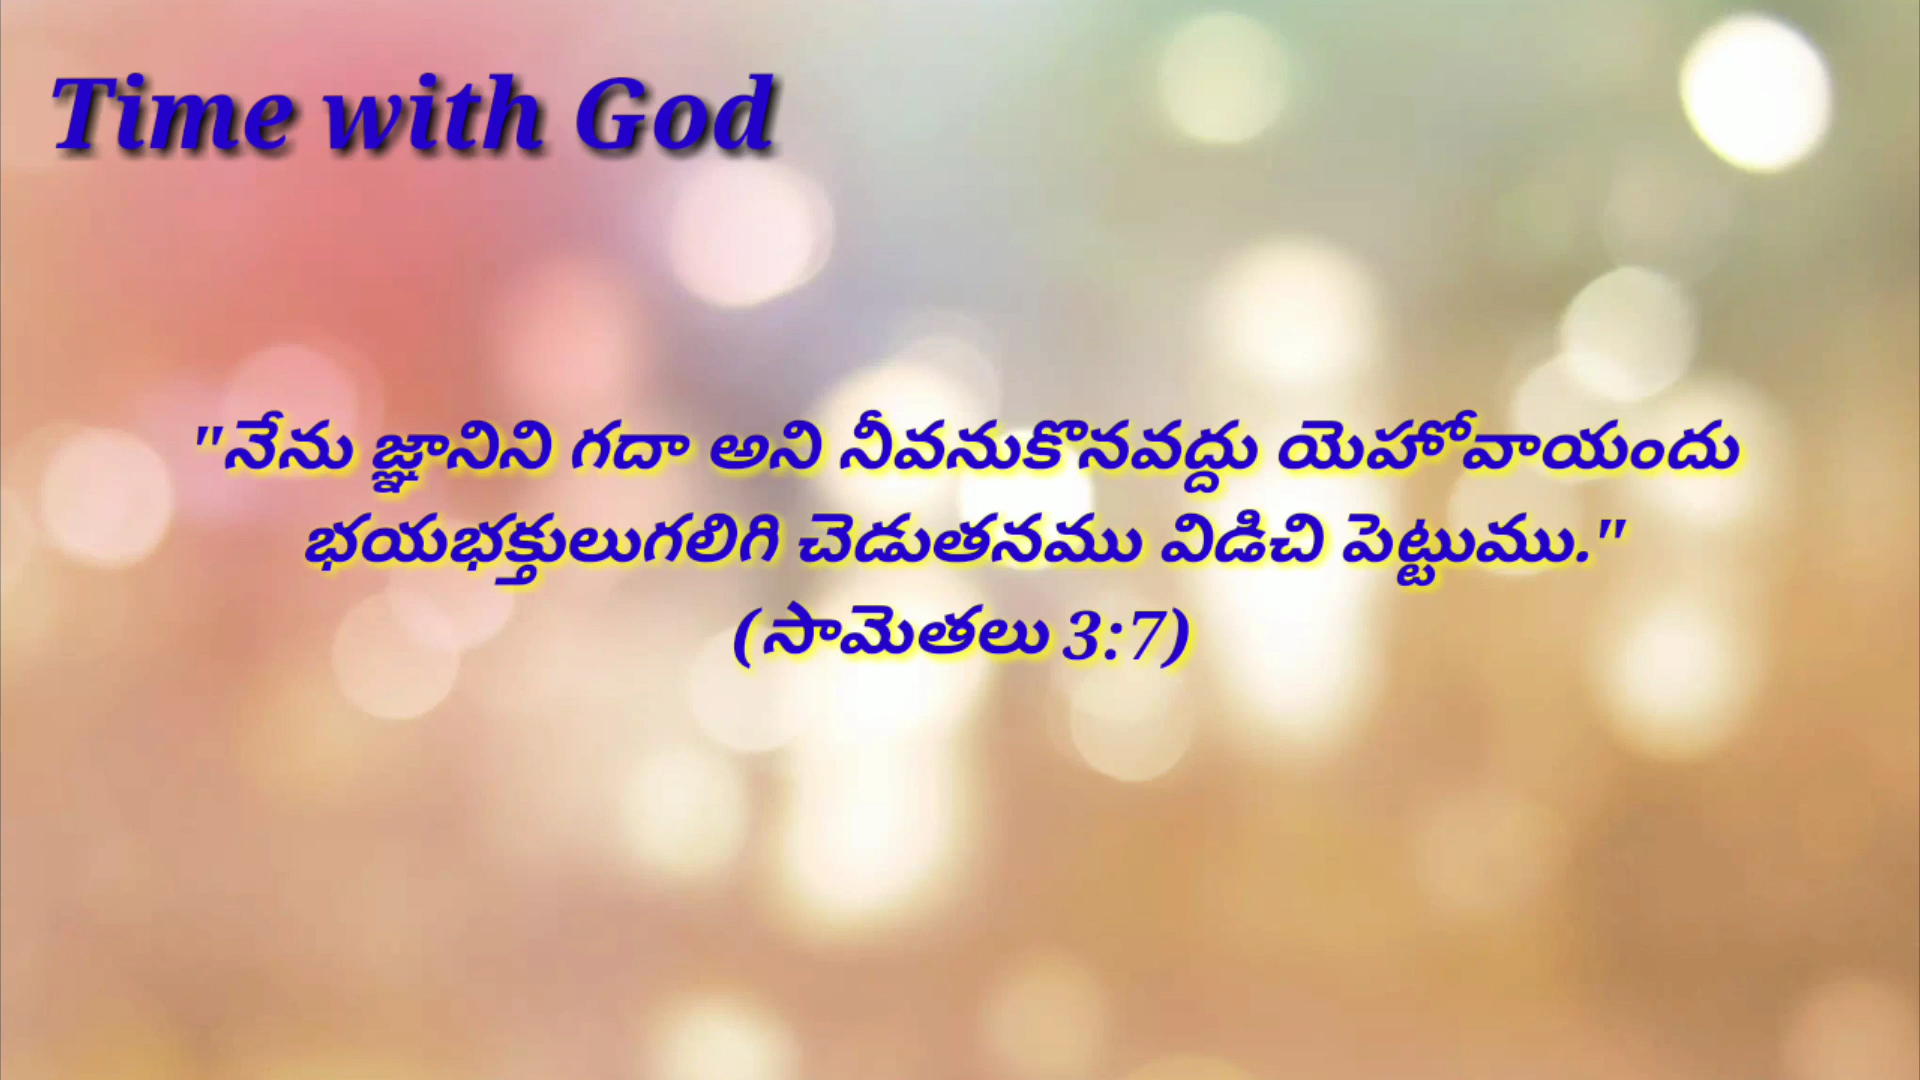 Time with God
"నేను జ్ఞానిని గదా అని నీవనుకొనవద్దు యెహోవాయందు
భయభక్తులుగలిగి చెడుతనము విడిచి పెట్టుము."
(సామెతలు 3:7)